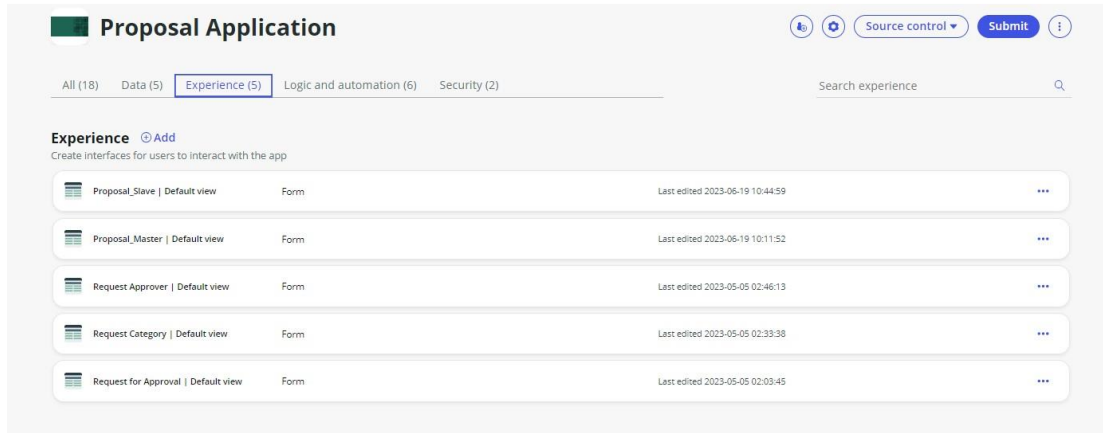 Proposal Application
Source control
Submit
All (18) Data (5) Experience (5) Logic and automation (6) Security (2)
Search experience
Experience Add
Create interfaces for users to interact with the app
Proposal_Slave | Default view Form Last edited 2023-06-19 10:44:59
Proposal_Master | Default view Form Last edited 2023-06-19 10:11:52
Request Approver | Default view Form Last edited 2023-05-05 02:46:13
Request Category | Default view Form Last edited 2023-05-05 02:33:38
Request for Approval | Default view Form Last edited 2023-05-05 02:03:45